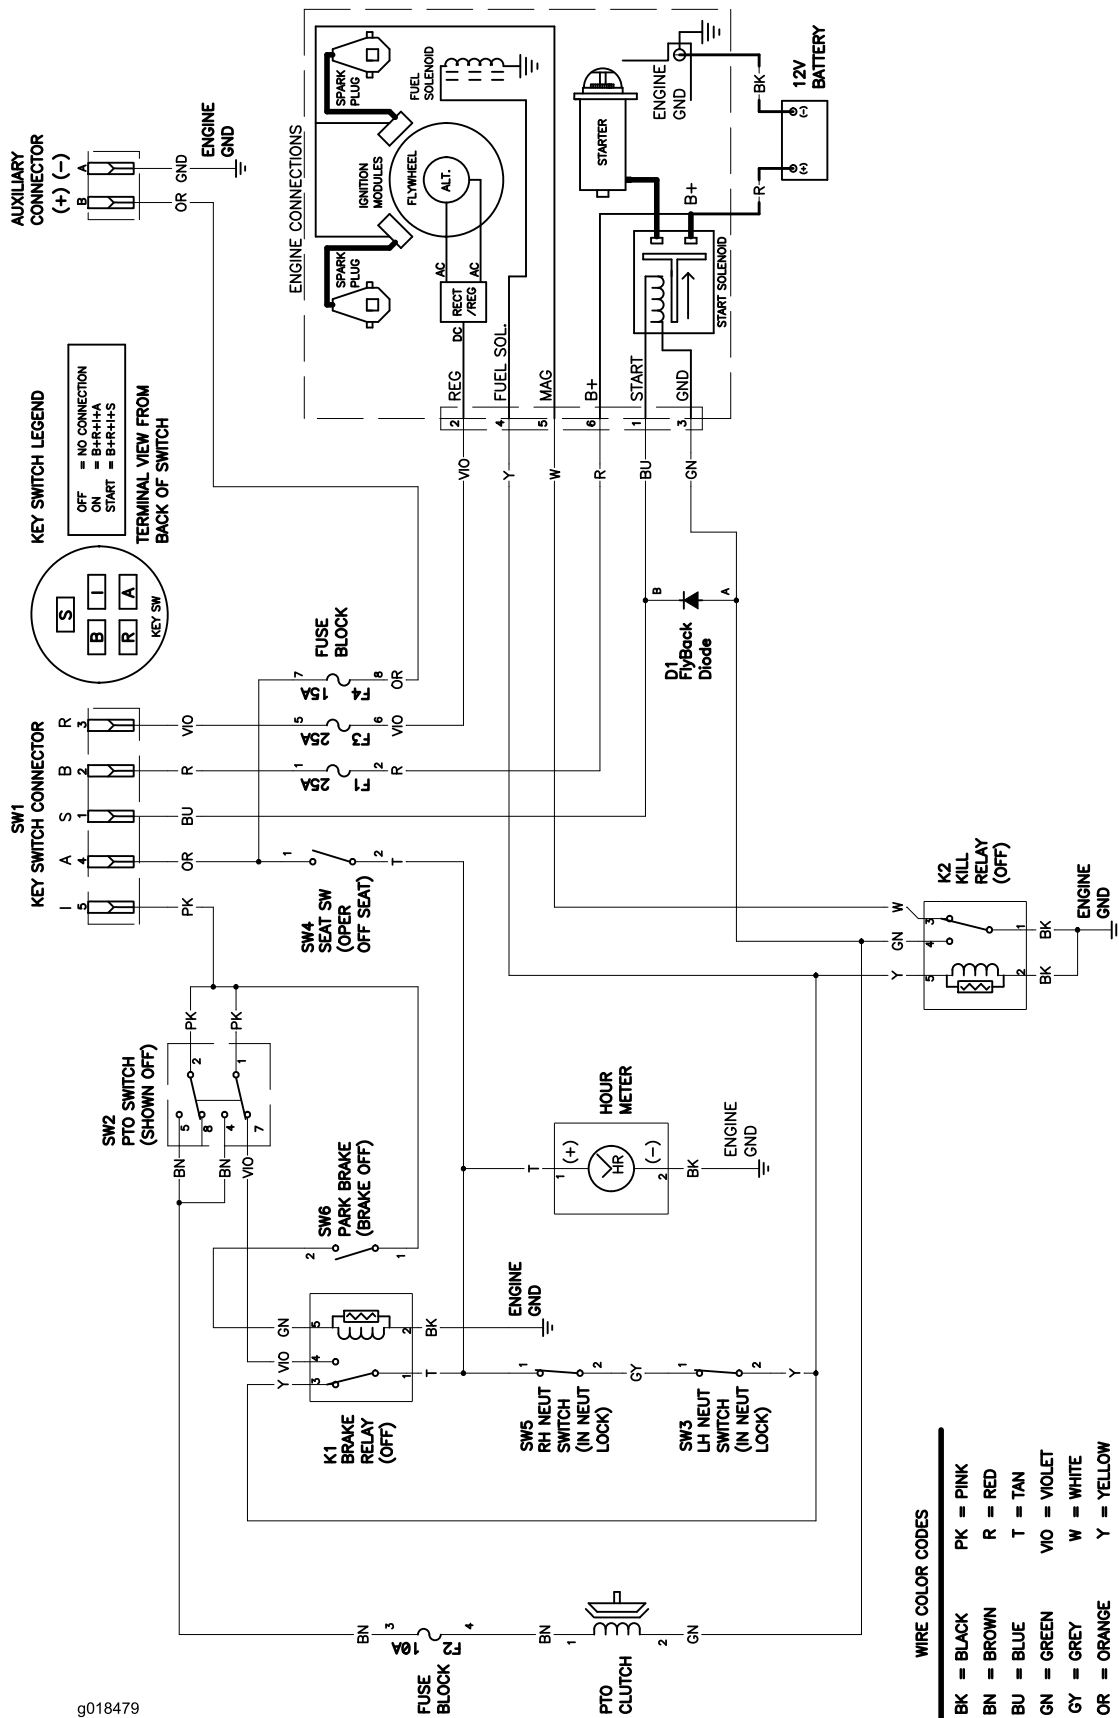 AUXILIARY
CONNECTOR
(+) (-)
B
A
OR
GND
ENGINE
GND
KEY SWITCH LEGEND
OFF = NO CONNECTION
ON = B+R+I+A
START = B+R+I+S
TERMINAL VIEW FROM
BACK OF SWITCH
S
B
I
R
A
KEY SW
ENGINE CONNECTIONS
SPARK
PLUG
SPARK
PLUG
IGNITION
MODULES
FLYWHEEL
ALT.
FUEL
SOLENOID
AC
AC
RECT
/REG
DC
STARTER
ENGINE
GND
BK
12V
BATTERY
(-)
(+)
R
B+
START SOLENOID
REG
FUEL SOL.
MAG
B+
START
GND
2
4
5
6
1
3
VIO
Y
W
R
BU
GN
SW1
KEY SWITCH CONNECTOR
I
A
S
B
R
5
4
1
2
3
PK
OR
BU
R
VIO
FUSE
BLOCK
7
15A
F4
8
OR
5
25A
F3
6
VIO
1
25A
F1
2
R
B
A
D1
FlyBack
Diode
1
2
T
SW4
SEAT SW
(OPER
OFF SEAT)
K2
KILL
RELAY
(OFF)
W
GN
Y
3
4
5
1
2
BK
BK
ENGINE
GND
SW2
PTO SWITCH
(SHOWN OFF)
PK
PK
2
1
5
8
4
7
BN
BN
VIO
SW6
PARK BRAKE
(BRAKE OFF)
2
1
HOUR
METER
T
1
(+)
HR
(-)
2
BK
ENGINE
GND
K1
BRAKE
RELAY
(OFF)
GN
VIO
Y
5
4
3
2
1
BK
T
ENGINE
GND
SW5
RH NEUT
SWITCH
(IN NEUT
LOCK)
1
2
GY
SW3
LH NEUT
SWITCH
(IN NEUT
LOCK)
1
2
Y
BN
3
10A
F2
4
FUSE
BLOCK
BN
1
2
GN
PTO
CLUTCH
WIRE COLOR CODES
BK = BLACK PK = PINK
BN = BROWN R = RED
BU = BLUE T = TAN
GN = GREEN VIO = VIOLET
GY = GREY W = WHITE
OR = ORANGE Y = YELLOW
g018479